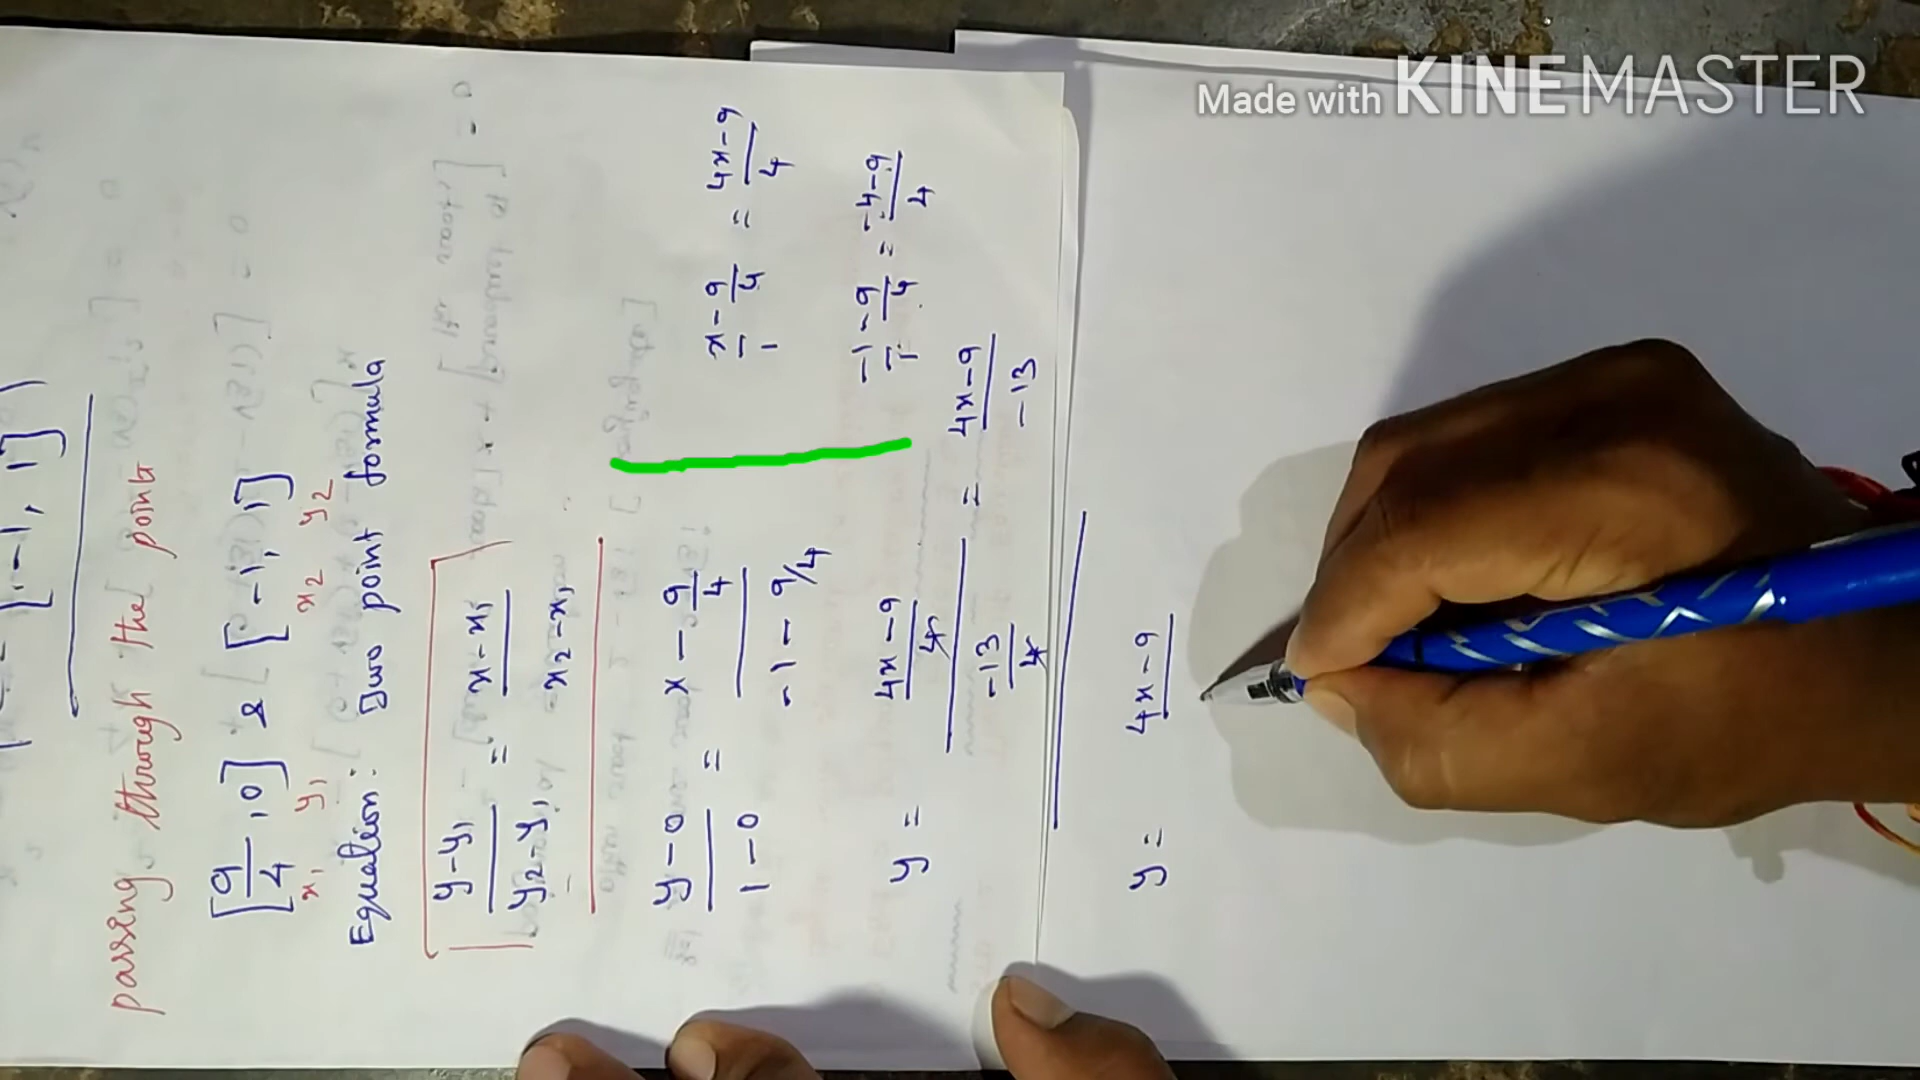 Made with KINEMASTER
[-1, 1]
passing through the point
[9/4, 0] & [-1, 1]
x₁ y₁ x₂ y₂
Equation: Two point formula
y-y₁/y₂-y₁ = x-x₁/x₂-x₁
y-0/1-0 = x-9/4/-1-9/4
x/1-9/4 = 4x-9/4
-1/1-9/4 = -4-9/4
y = 4x-9/4/-13/4 = 4x-9/-13
y = 4x-9